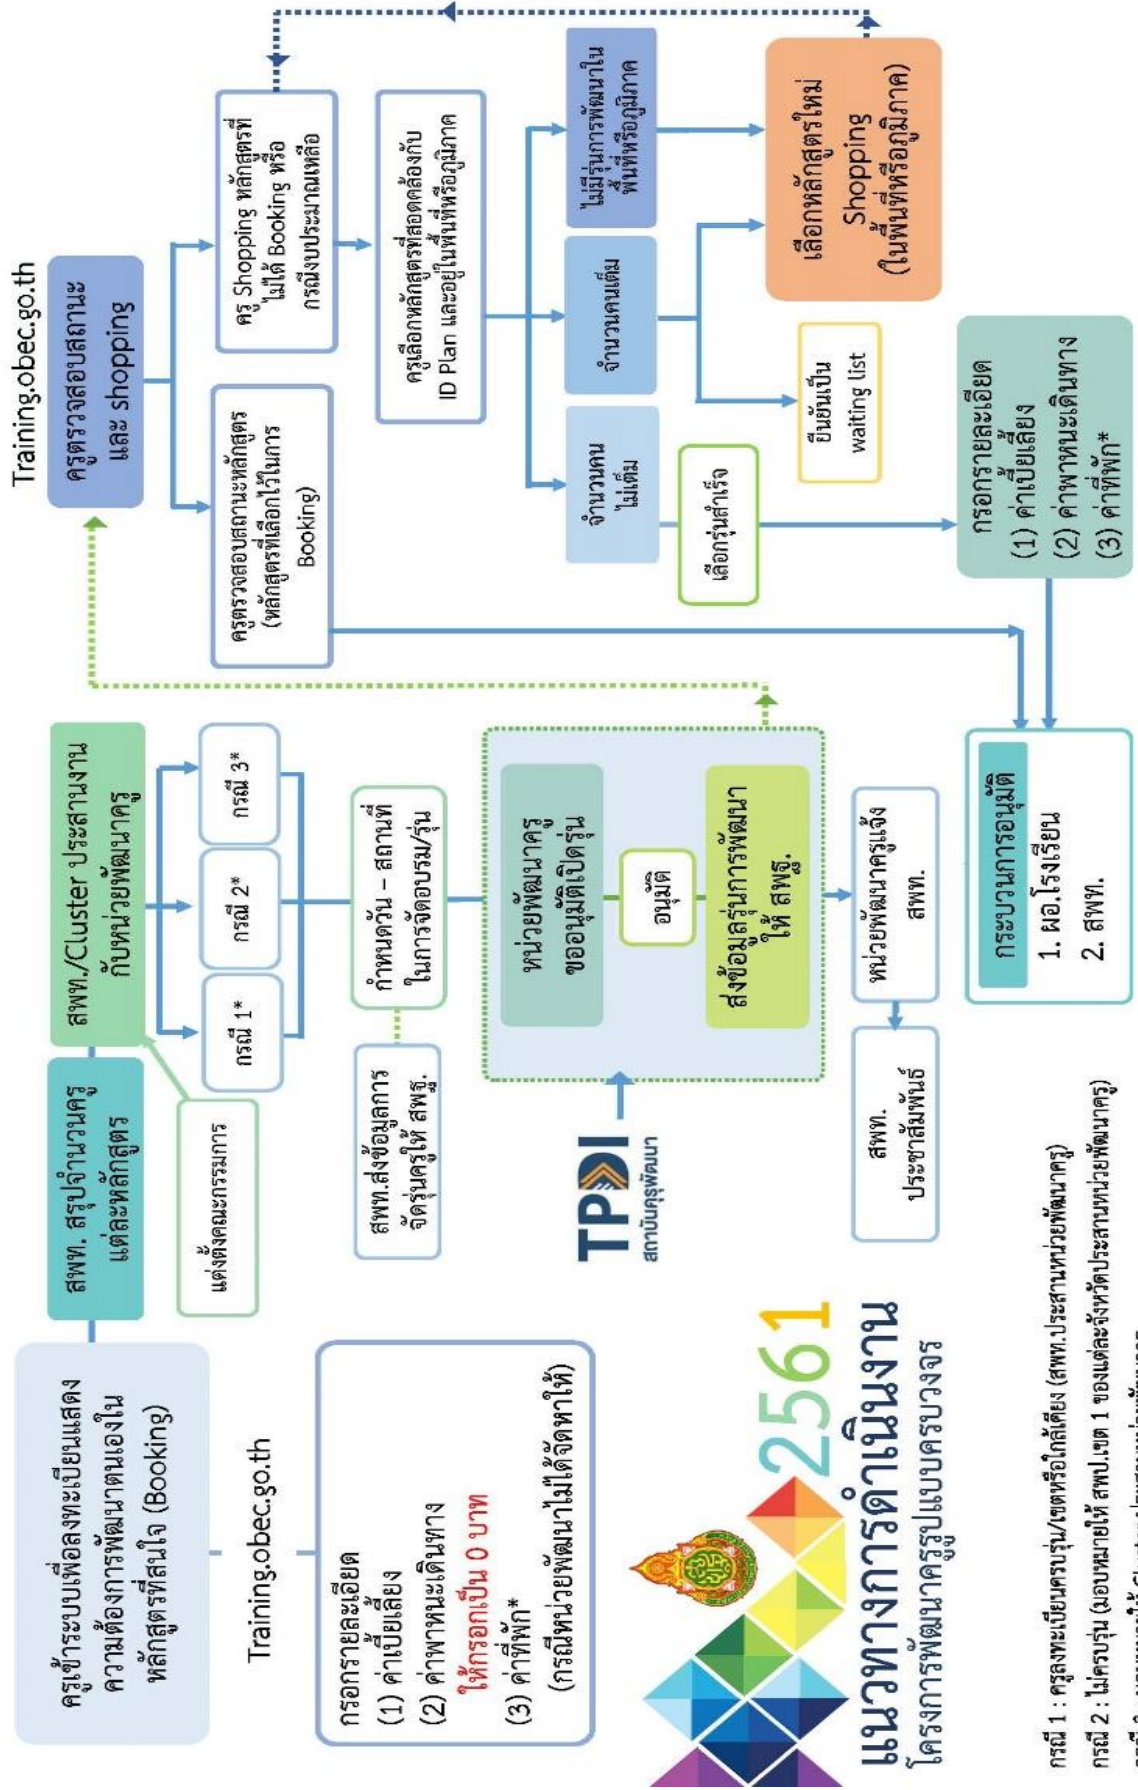 ครูเข้าระบบเพื่อลงทะเบียนแสดง
ความต้องการพัฒนาตนเองใน
หลักสูตรที่สนใจ (Booking)
Training.obec.go.th
กรอกรายละเอียด
(1) ค่าเบี้ยเลี้ยง
(2) ค่าพาหนะเดินทาง
ให้กรอกเป็น 0 บาท
(3) ค่าที่พัก*
(กรณีหน่วยพัฒนาไม่ได้จัดหาให้)
สพท. สรุปจำนวนครู
แต่ละหลักสูตร
แต่งตั้งคณะกรรมการ
สพท./Cluster ประสานงาน
กับหน่วยพัฒนาครู
กรณี 1*
กรณี 2*
กรณี 3*
สพท.ส่งข้อมูลการ
จัดรุ่นครูให้ สพฐ.
กำหนดวัน – สถานที่
ในการจัดอบรม/รุ่น
TPDI
สถาบันคุรุพัฒนา
หน่วยพัฒนาครู
ขออนุมัติเปิดรุ่น
อนุมัติ
ส่งข้อมูลรุ่นการพัฒนา
ให้ สพฐ.
หน่วยพัฒนาครูแจ้ง
สพท.
สพท.
ประชาสัมพันธ์
Training.obec.go.th
ครูตรวจสอบสถานะ
และ shopping
ครูตรวจสอบสถานะหลักสูตร
(หลักสูตรที่เลือกไว้ในการ
Booking)
ครู Shopping หลักสูตรที่
ไม่ได้ Booking หรือ
กรณีงบประมาณเหลือ
ครูเลือกหลักสูตรที่สอดคล้องกับ
ID Plan และอยู่ในพื้นที่หรือภูมิภาค
จำนวนคน
ไม่เต็ม
จำนวนคนเต็ม
ไม่มีรุ่นการพัฒนาใน
พื้นที่หรือภูมิภาค
เลือกรุ่นสำเร็จ
ยืนยันเป็น
waiting list
เลือกหลักสูตรใหม่
Shopping
(ในพื้นที่หรือภูมิภาค)
กรอกรายละเอียด
(1) ค่าเบี้ยเลี้ยง
(2) ค่าพาหนะเดินทาง
(3) ค่าที่พัก*
กระบวนการอนุมัติ
1. ผอ.โรงเรียน
2. สพท.
2561
แนวทางการดำเนินงาน
โครงการพัฒนาครูรูปแบบครบวงจร
กรณี 1 : ครูลงทะเบียนครบรุ่น/เขตหรือใกล้เคียง (สพท.ประสานหน่วยพัฒนาครู)
กรณี 2 : ไม่ครบรุ่น (มอบหมายให้ สพป.เขต 1 ของแต่ละจังหวัดประสานหน่วยพัฒนาครู)